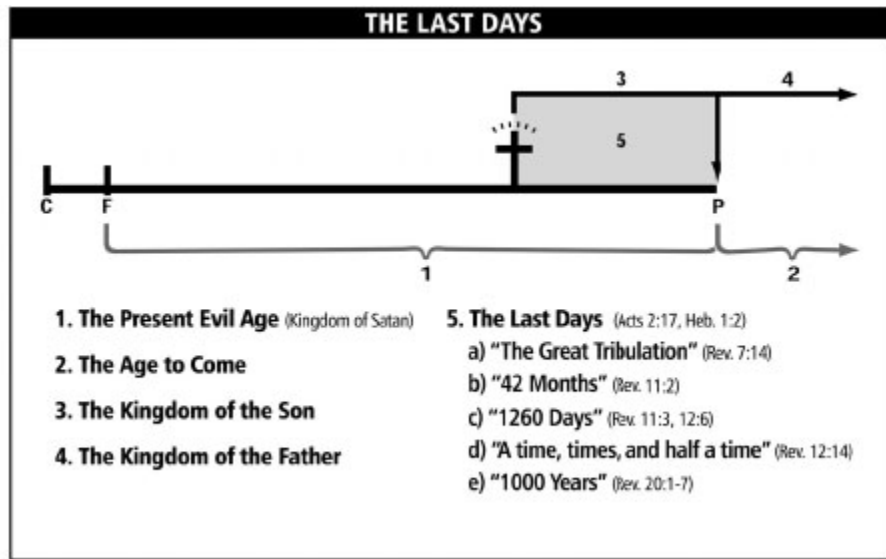 THE LAST DAYS
3 4
5
C F P
1 2
1. The Present Evil Age (Kingdom of Satan)
2. The Age to Come
3. The Kingdom of the Son
4. The Kingdom of the Father
5. The Last Days (Acts 2:17, Heb. 1:2)
a) “The Great Tribulation” (Rev. 7:14)
b) “42 Months” (Rev. 11:2)
c) “1260 Days” (Rev. 11:3, 12:6)
d) “A time, times, and half a time” (Rev. 12:14)
e) “1000 Years” (Rev. 20:1-7)